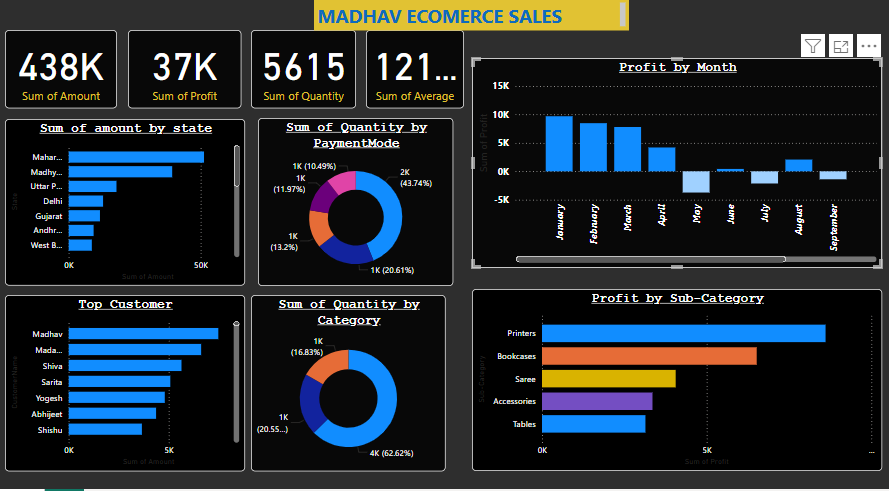 MADHAV ECOMERCE SALES
438K
Sum of Amount
37K
Sum of Profit
5615
Sum of Quantity
121...
Sum of Average
Profit by Month
Sum of Profit
15K
10K
5K
0K
-5K
January
February
March
April
May
June
July
August
September
Sum of amount by state
State
Mahar...
Madhy...
Uttar P...
Delhi
Gujarat
Andhr...
West B...
0K
50K
Sum of Amount
Sum of Quantity by
PaymentMode
1K (10.49%)
2K
(43.74%)
1K
(11.97%)
1K
(13.2%)
1K (20.61%)
Top Customer
CustomerName
Madhav
Mada...
Shiva
Sarita
Yogesh
Abhijeet
Shishu
0K
5K
Sum of Amount
Sum of Quantity by
Category
1K
(16.83%)
1K
(20.55...)
4K (62.62%)
Profit by Sub-Category
Sub-Category
Printers
Bookcases
Saree
Accessories
Tables
0K
5K
...
Sum of Profit